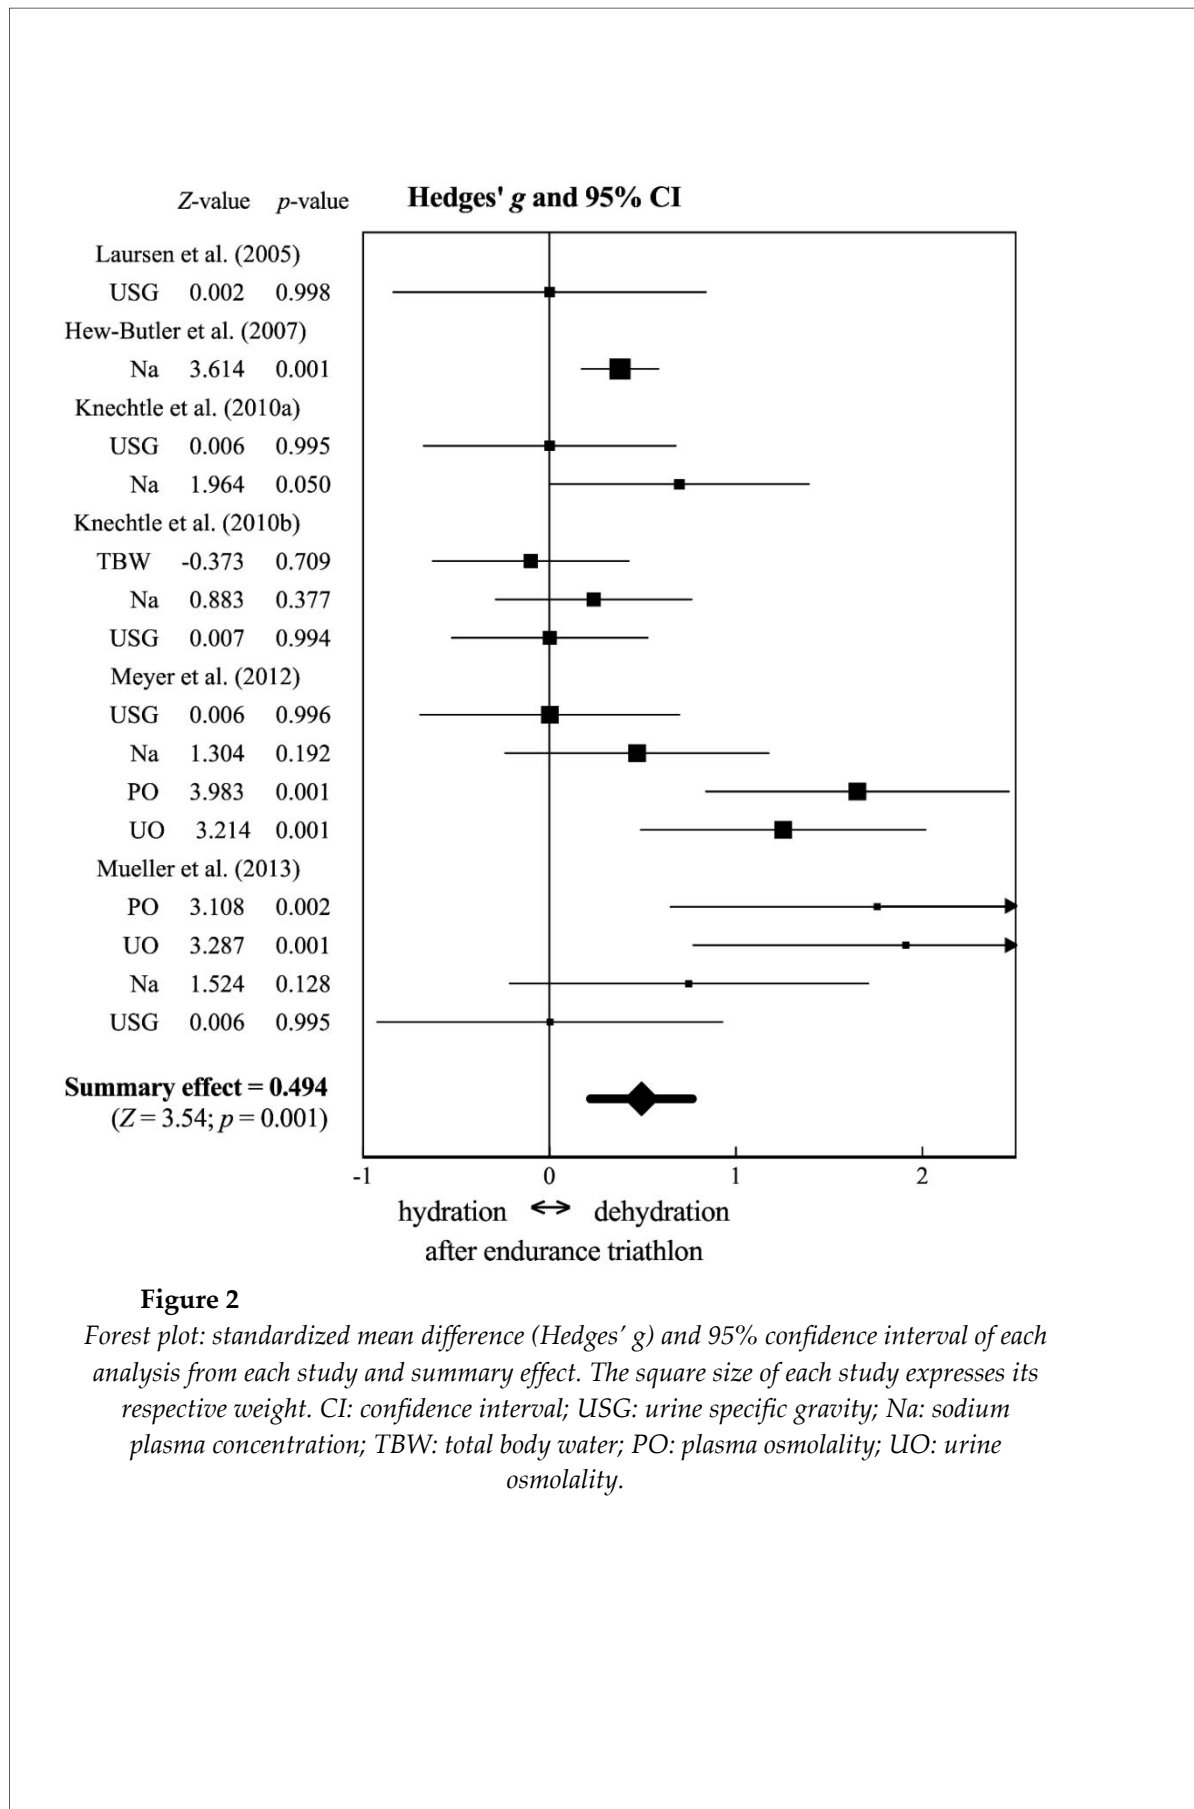 Z-value p-value Hedges' g and 95% CI
Laursen et al. (2005)
USG 0.002 0.998
Hew-Butler et al. (2007)
Na 3.614 0.001
Knechtle et al. (2010a)
USG 0.006 0.995
Na 1.964 0.050
Knechtle et al. (2010b)
TBW -0.373 0.709
Na 0.883 0.377
USG 0.007 0.994
Meyer et al. (2012)
USG 0.006 0.996
Na 1.304 0.192
PO 3.983 0.001
UO 3.214 0.001
Mueller et al. (2013)
PO 3.108 0.002
UO 3.287 0.001
Na 1.524 0.128
USG 0.006 0.995
Summary effect = 0.494
(Z = 3.54; p = 0.001)
-1 0 1 2
hydration ↔ dehydration
after endurance triathlon
Figure 2
Forest plot: standardized mean difference (Hedges’ g) and 95% confidence interval of each
analysis from each study and summary effect. The square size of each study expresses its
respective weight. CI: confidence interval; USG: urine specific gravity; Na: sodium
plasma concentration; TBW: total body water; PO: plasma osmolality; UO: urine
osmolality.